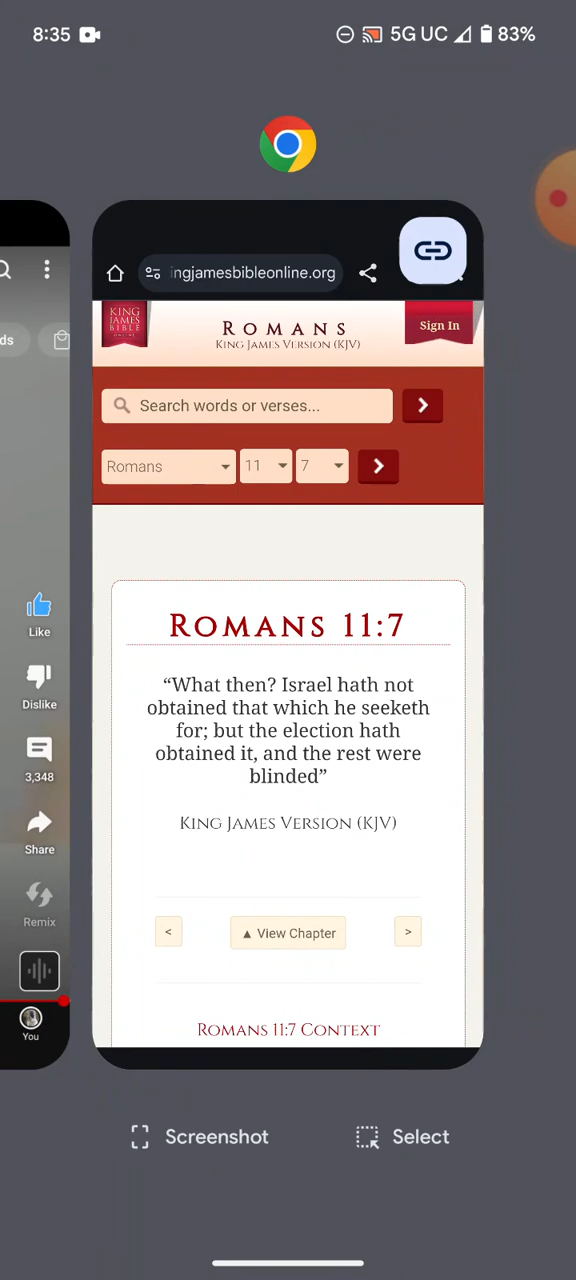 8:35
5G UC
83%
ingjamesbibleonline.org
ds
KING
JAMES
BIBLE
ONLINE
Romans
King James Version (KJV)
Sign In
Search words or verses...
Romans
11
7
Romans 11:7
“What then? Israel hath not
obtained that which he seeketh
for; but the election hath
obtained it, and the rest were
blinded”
King James Version (KJV)
<
▲ View Chapter
>
Romans 11:7 Context
Like
Dislike
3,348
Share
Remix
You
Screenshot
Select